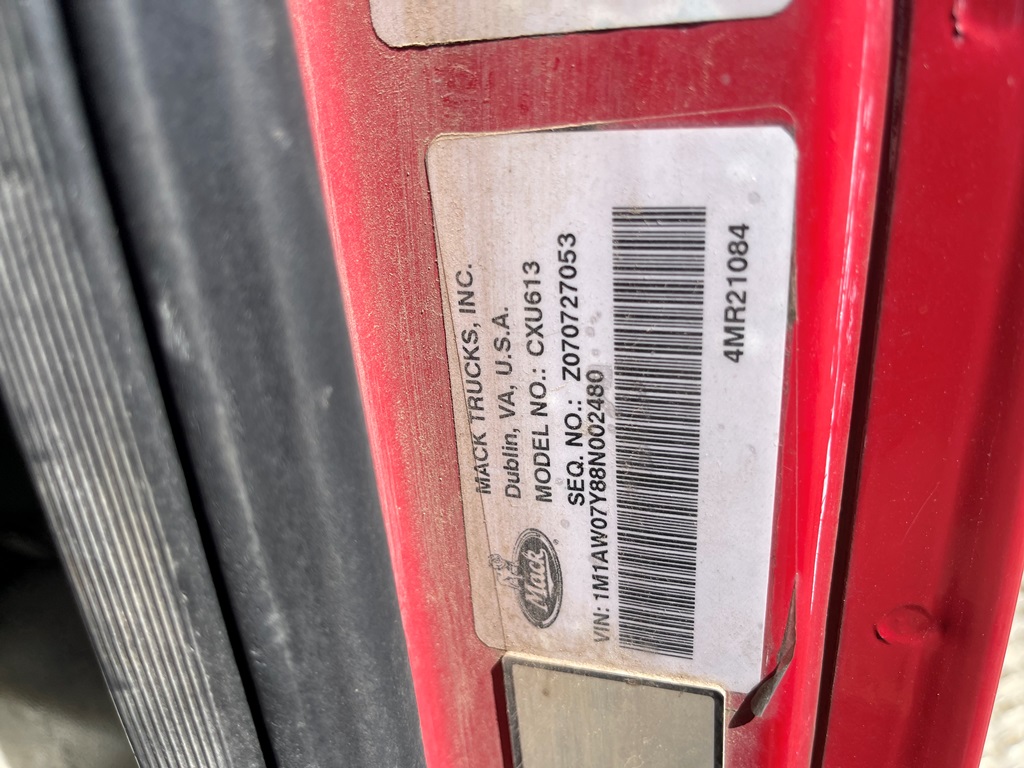 MACK TRUCKS, INC.
Dublin, VA, U.S.A.
MODEL NO.: CXU613
SEQ. NO.: Z070727053
Mack
VIN: 1M1AW07Y88N002480
4MR21084